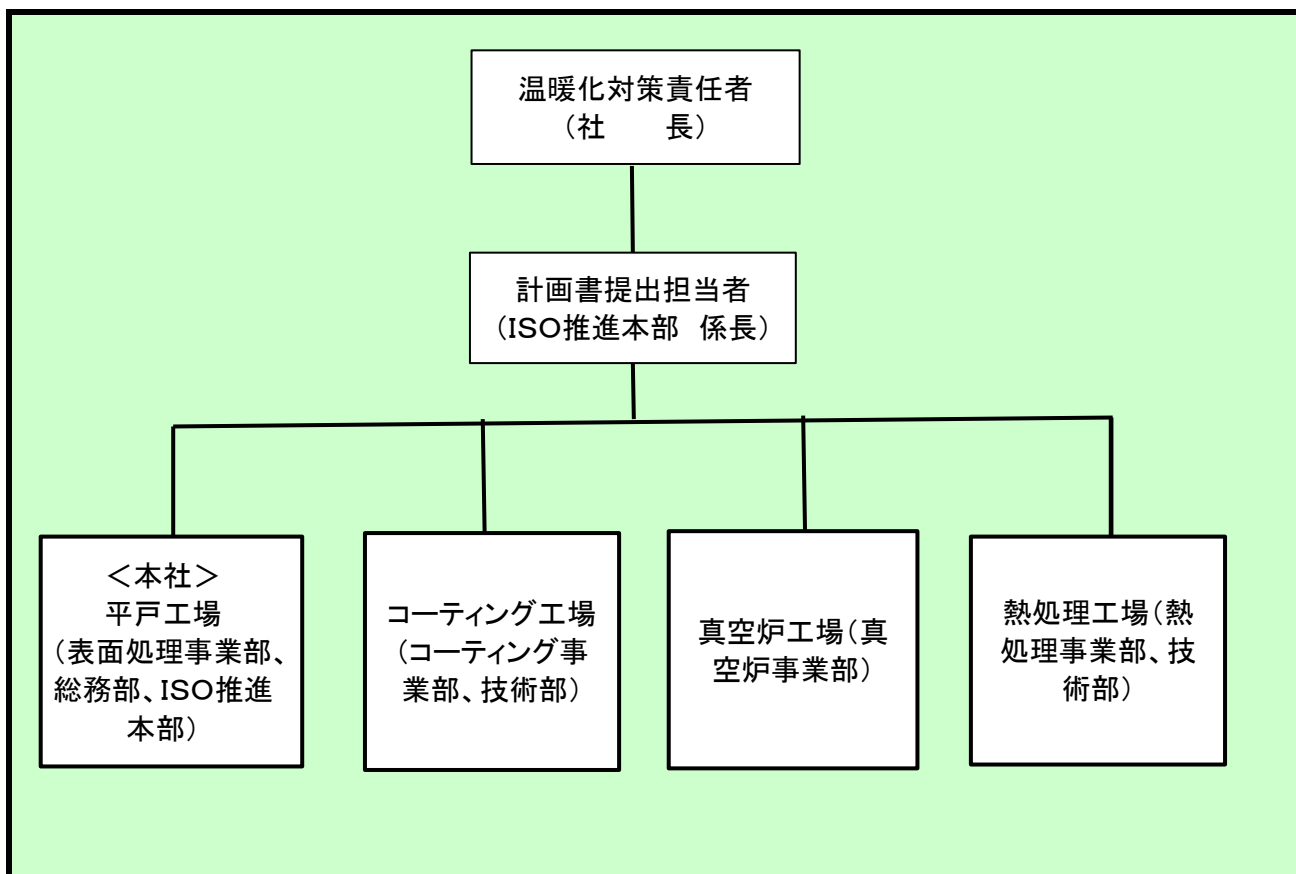 温暖化対策責任者
(社　　長)
計画書提出担当者
(ISO推進本部　係長)
＜本社＞
平戸工場
(表面処理事業部、
総務部、ISO推進
本部)
コーティング工場
(コーティング事
業部、技術部)
真空炉工場(真
空炉事業部)
熱処理工場(熱
処理事業部、技
術部)